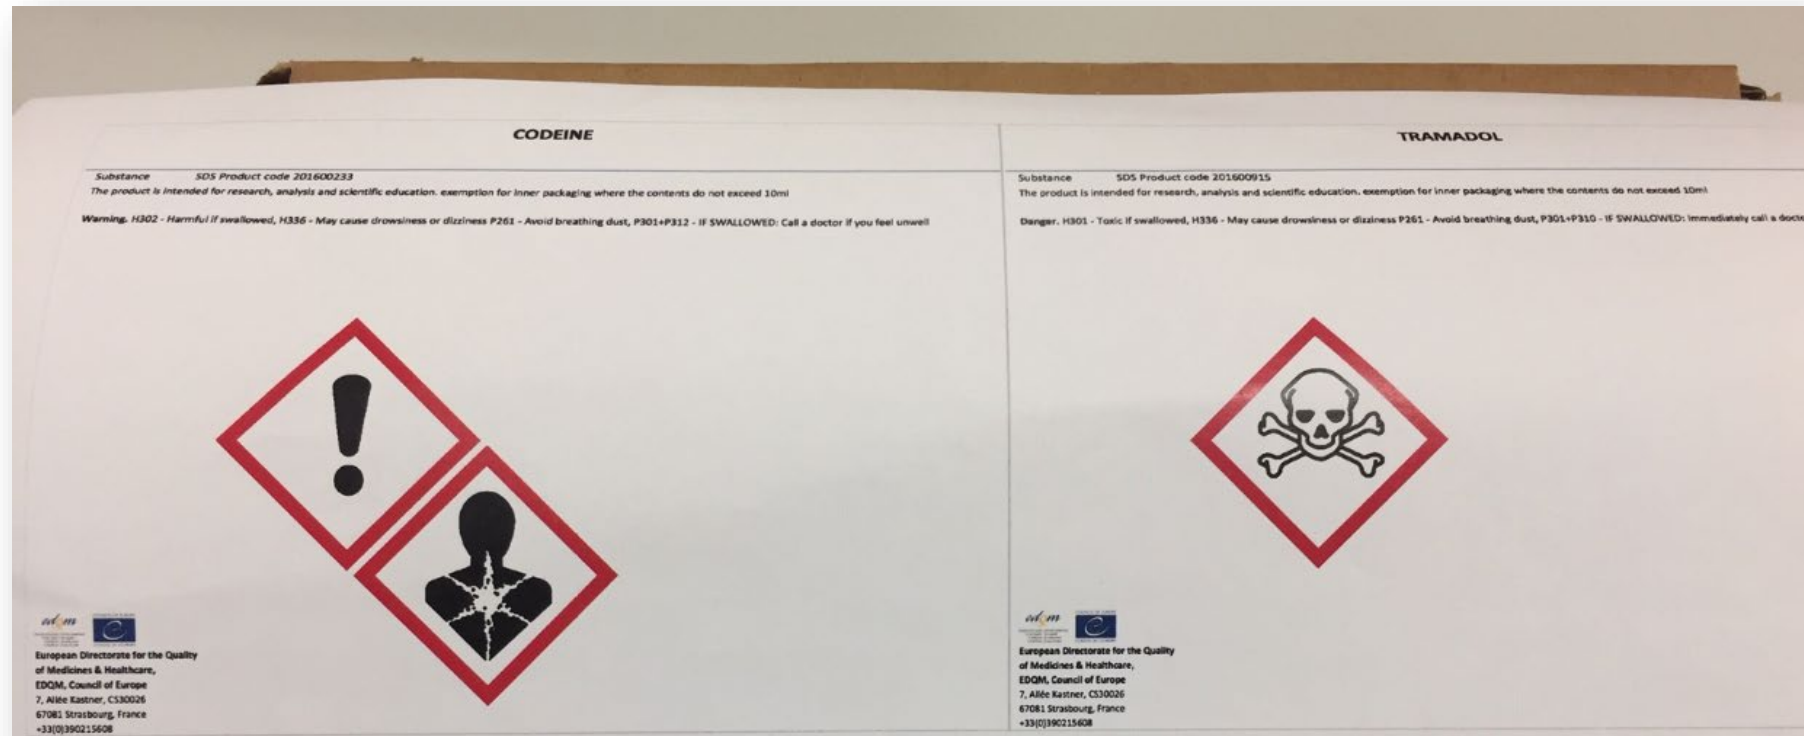 CODEINE
Substance SDS Product code 201600233
The product is intended for research, analysis and scientific education. exemption for inner packaging where the contents do not exceed 10ml
Warning. H302 - Harmful if swallowed, H336 - May cause drowsiness or dizziness P261 - Avoid breathing dust, P301+P312 - IF SWALLOWED: Call a doctor if you feel unwell
edqm
European Directorate for the Quality
of Medicines & Healthcare,
EDQM, Council of Europe
7, Allée Kastner, CS30026
67081 Strasbourg, France
+33(0)390215608
TRAMADOL
Substance SDS Product code 201600915
The product is intended for research, analysis and scientific education. exemption for inner packaging where the contents do not exceed 10ml
Danger. H301 - Toxic if swallowed, H336 - May cause drowsiness or dizziness P261 - Avoid breathing dust, P301+P310 - IF SWALLOWED: Immediately call a docto
edqm
European Directorate for the Quality
of Medicines & Healthcare,
EDQM, Council of Europe
7, Allée Kastner, CS30026
67081 Strasbourg, France
+33(0)390215608